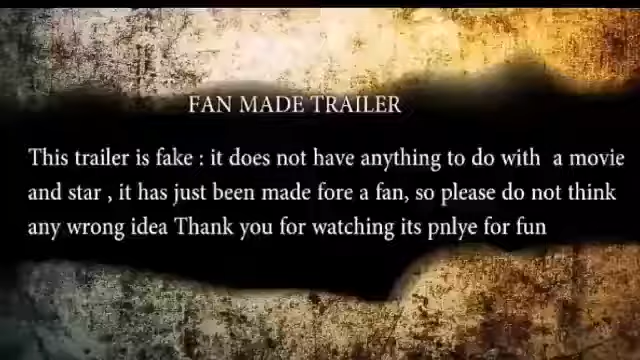 FAN MADE TRAILER
This trailer is fake : it does not have anything to do with a movie
and star , it has just been made fore a fan, so please do not think
any wrong idea Thank you for watching its pnlye for fun